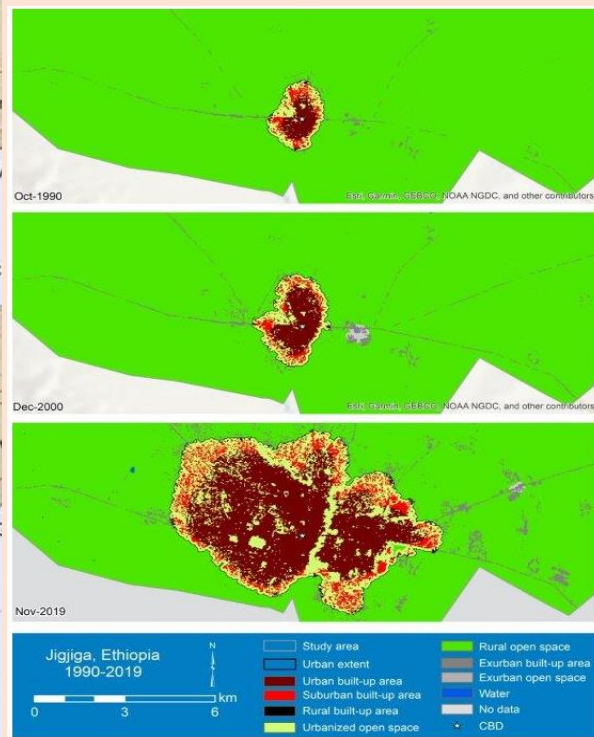 Oct-1990
Esri, Garmin, GEBCO, NOAA NGDC, and other contributors
Dec-2000
Esri, Garmin, GEBCO, NOAA NGDC, and other contributors
Nov-2019
Jigjiga, Ethiopia
1990-2019
N
km
0 3 6
Study area
Urban extent
Urban built-up area
Suburban built-up area
Rural built-up area
Urbanized open space
Rural open space
Exurban built-up area
Exurban open space
Water
No data
CBD